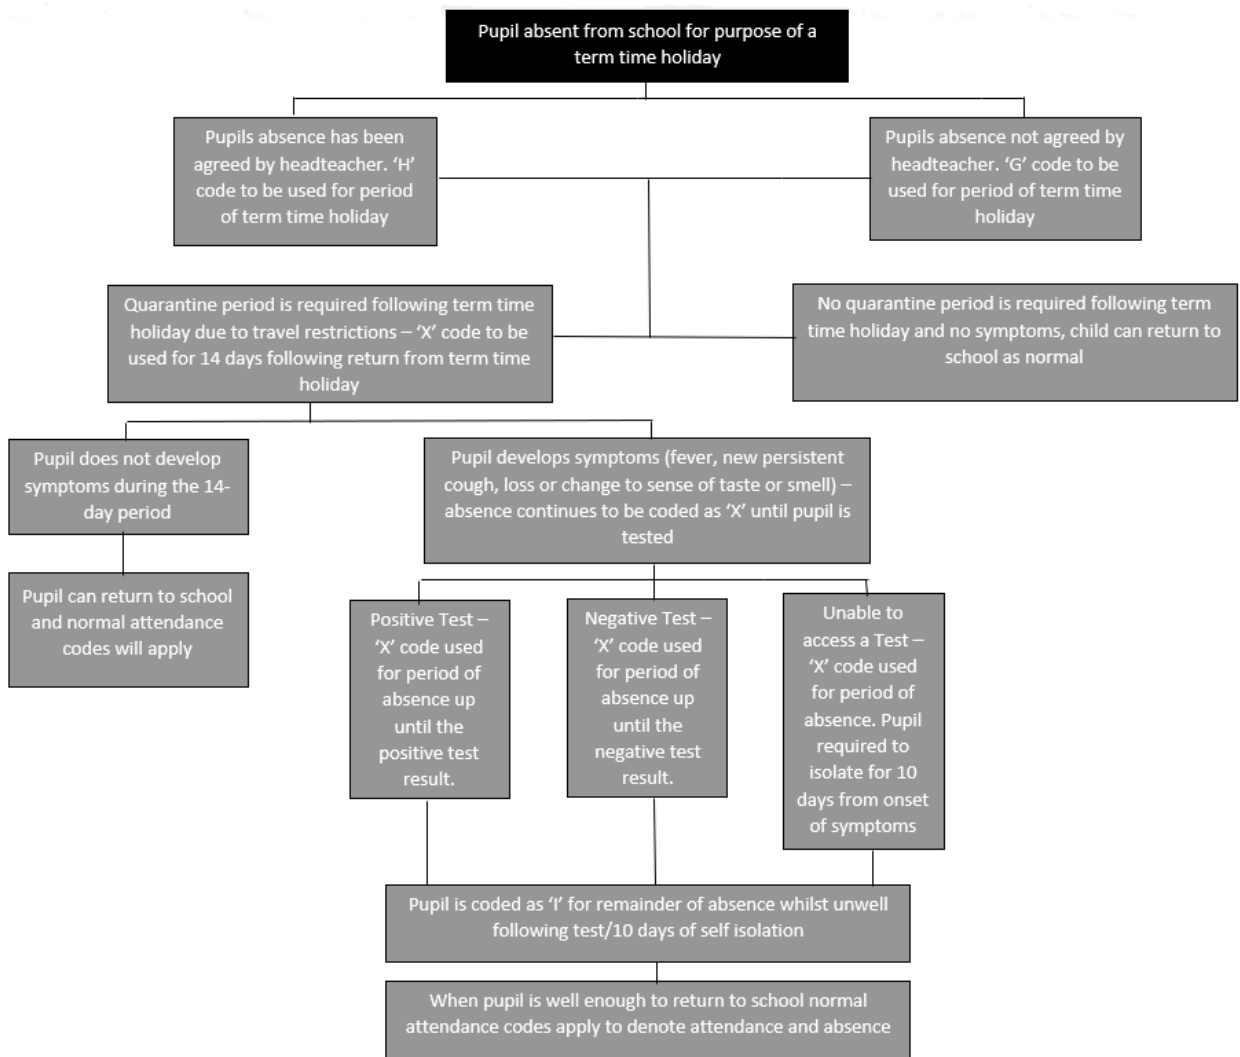 Pupil absent from school for purpose of a
term time holiday
Pupils absence has been
agreed by headteacher. ‘H’
code to be used for period
of term time holiday
Pupils absence not agreed by
headteacher. ‘G’ code to be
used for period of term time
holiday
Quarantine period is required following term time
holiday due to travel restrictions – ‘X’ code to be
used for 14 days following return from term time
holiday
No quarantine period is required following term
time holiday and no symptoms, child can return to
school as normal
Pupil does not develop
symptoms during the 14-
day period
Pupil develops symptoms (fever, new persistent
cough, loss or change to sense of taste or smell) –
absence continues to be coded as ‘X’ until pupil is
tested
Pupil can return to school
and normal attendance
codes will apply
Positive Test –
‘X’ code used
for period of
absence up
until the
positive test
result.
Negative Test –
‘X’ code used
for period of
absence up
until the
negative test
result.
Unable to
access a Test –
‘X’ code used
for period of
absence. Pupil
required to
isolate for 10
days from onset
of symptoms
Pupil is coded as ‘I’ for remainder of absence whilst unwell
following test/10 days of self isolation
When pupil is well enough to return to school normal
attendance codes apply to denote attendance and absence